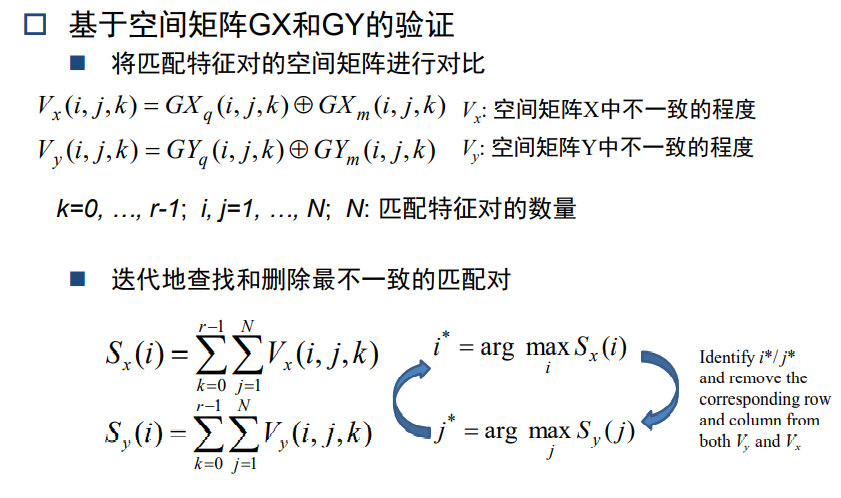 基于空间矩阵GX和GY的验证
将匹配特征对的空间矩阵进行对比
V_x(i, j, k) = GX_q(i, j, k) ⊕ GX_m(i, j, k) V_x: 空间矩阵X中不一致的程度
V_y(i, j, k) = GY_q(i, j, k) ⊕ GY_m(i, j, k) V_y: 空间矩阵Y中不一致的程度
k=0, …, r-1; i, j=1, …, N; N: 匹配特征对的数量
迭代地查找和删除最不一致的匹配对
S_x(i) = ∑_{k=0}^{r−1} ∑_{j=1}^{N} V_x(i, j, k)
i^* = arg max_i S_x(i)
S_y(i) = ∑_{k=0}^{r−1} ∑_{j=1}^{N} V_y(i, j, k)
j^* = arg max_j S_y(j)
Identify i*/ j*
and remove the
corresponding row
and column from
both V_y and V_x